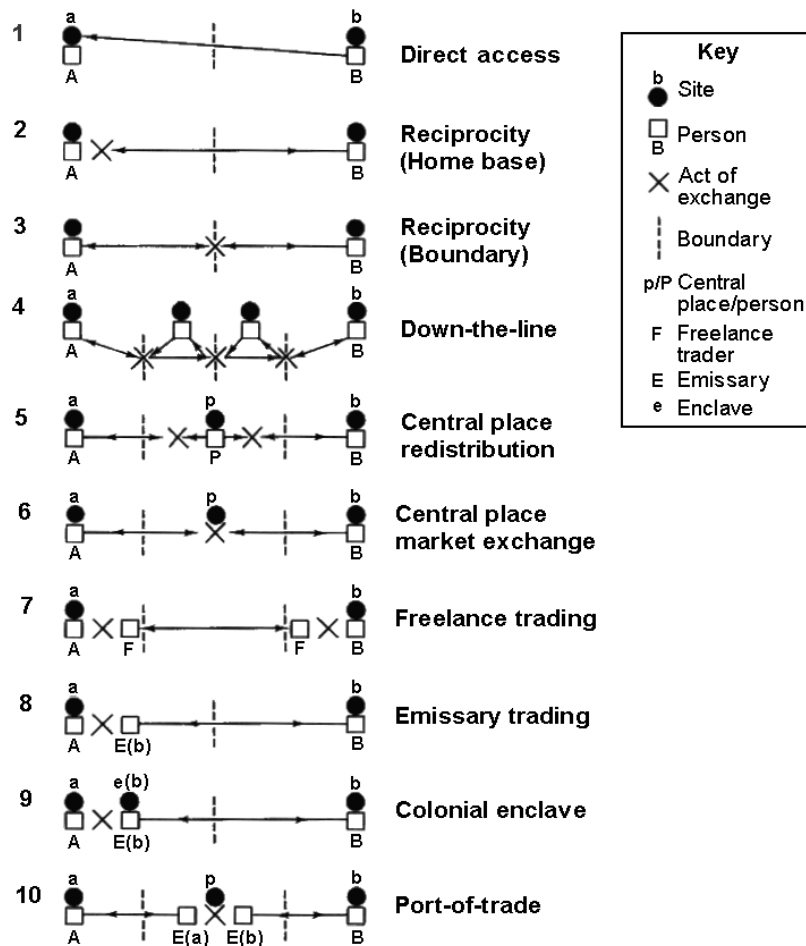 1
a
b
A
B
Direct access
2
A
B
Reciprocity
(Home base)
3
A
B
Reciprocity
(Boundary)
4
a
b
A
B
Down-the-line
5
a
p
b
A
P
B
Central place
redistribution
6
a
p
b
A
B
Central place
market exchange
7
a
b
A
F
F
B
Freelance trading
8
a
b
A
E(b)
B
Emissary trading
9
a
e(b)
b
A
E(b)
B
Colonial enclave
10
a
p
b
A
E(a)
E(b)
B
Port-of-trade
Key
b
Site
B
Person
Act of
exchange
Boundary
p/P Central
place/person
F Freelance
trader
E Emissary
e Enclave